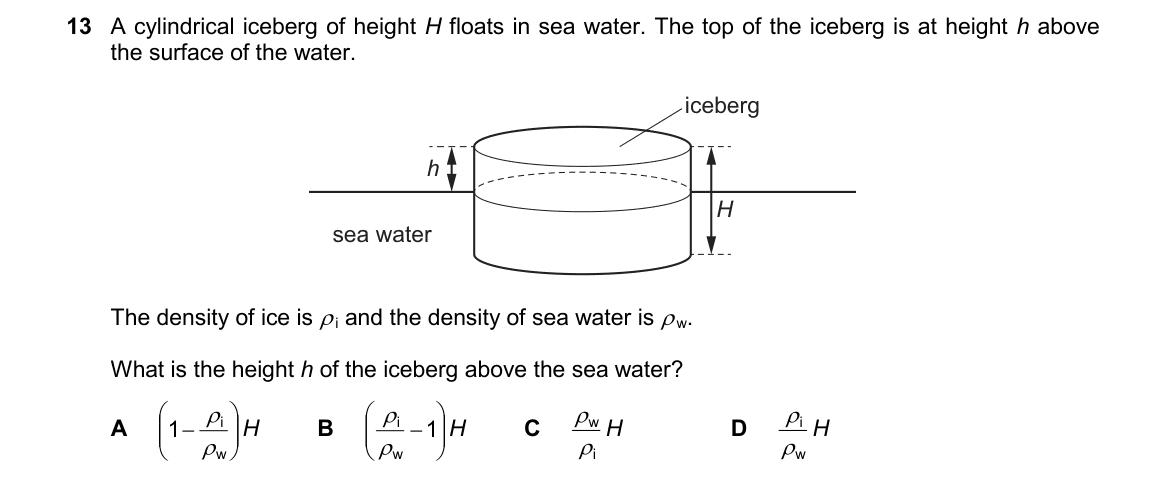 13 A cylindrical iceberg of height H floats in sea water. The top of the iceberg is at height h above
the surface of the water.
iceberg
h
H
sea water
The density of ice is ρi and the density of sea water is ρw.
What is the height h of the iceberg above the sea water?
A (1 − ρi/ρw)H B (ρi/ρw − 1)H C ρw/ρi H D ρi/ρw H